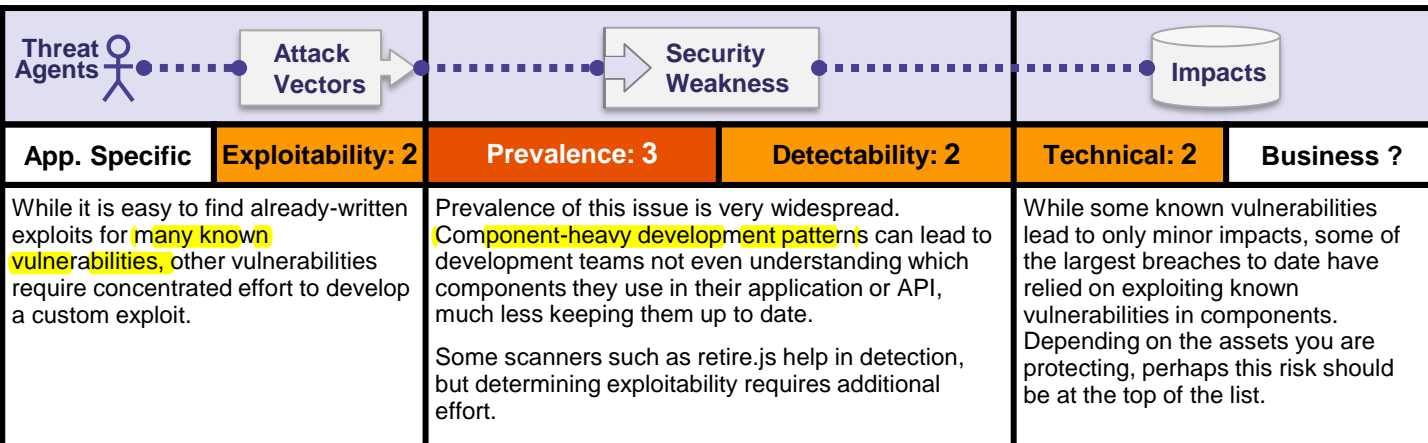 Threat
Agents
Attack
Vectors
Security
Weakness
Impacts
App. Specific
Exploitability: 2
Prevalence: 3
Detectability: 2
Technical: 2
Business ?
While it is easy to find already-written
exploits for many known
vulnerabilities, other vulnerabilities
require concentrated effort to develop
a custom exploit.
Prevalence of this issue is very widespread.
Component-heavy development patterns can lead to
development teams not even understanding which
components they use in their application or API,
much less keeping them up to date.
Some scanners such as retire.js help in detection,
but determining exploitability requires additional
effort.
While some known vulnerabilities
lead to only minor impacts, some of
the largest breaches to date have
relied on exploiting known
vulnerabilities in components.
Depending on the assets you are
protecting, perhaps this risk should
be at the top of the list.